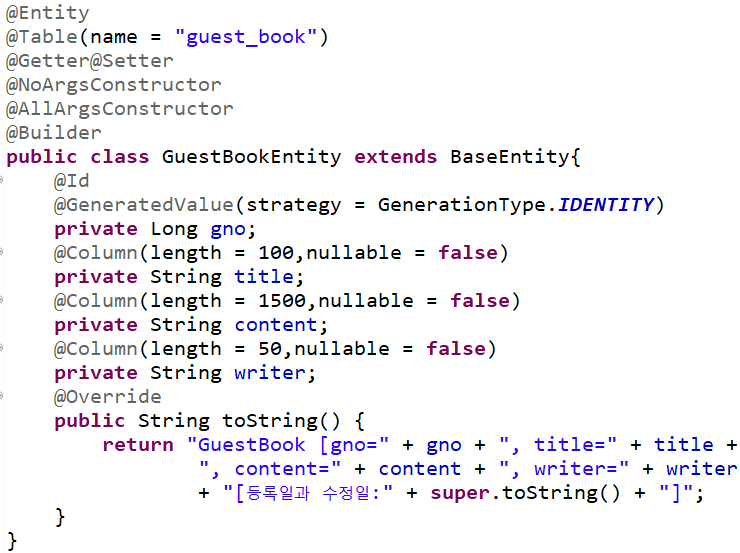 @Entity
@Table(name = "guest_book")
@Getter@Setter
@NoArgsConstructor
@AllArgsConstructor
@Builder
public class GuestBookEntity extends BaseEntity{
    @Id
    @GeneratedValue(strategy = GenerationType.IDENTITY)
    private Long gno;
    @Column(length = 100,nullable = false)
    private String title;
    @Column(length = 1500,nullable = false)
    private String content;
    @Column(length = 50,nullable = false)
    private String writer;
    @Override
    public String toString() {
        return "GuestBook [gno=" + gno + ", title=" + title +
                ", content=" + content + ", writer=" + writer
                + "[등록일과 수정일:" + super.toString() + "]";
    }
}